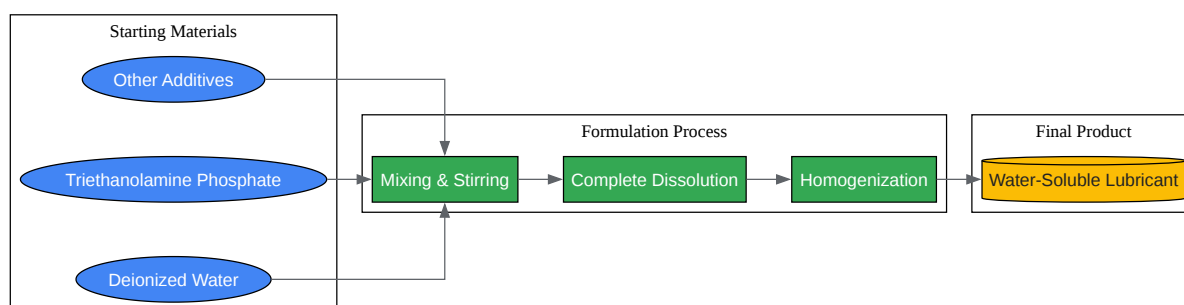 Starting Materials
Other Additives
Triethanolamine Phosphate
Deionized Water
Formulation Process
Mixing & Stirring
Complete Dissolution
Homogenization
Final Product
Water-Soluble Lubricant